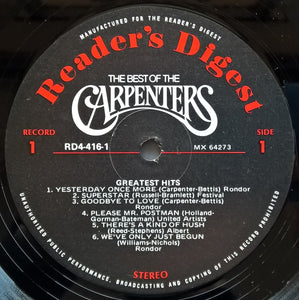 MANUFACTURED FOR THE READER'S DIGEST
Reader's Digest
THE BEST OF THE
CARPENTERS
RECORD
1
SIDE
1
RD4-416-1
MX 64273
GREATEST HITS
1. YESTERDAY ONCE MORE (Carpenter-Bettis) Rondor
2. SUPERSTAR (Russell-Bramlett) Festival
3. GOODBYE TO LOVE (Carpenter-Bettis)
Rondor
4. PLEASE MR. POSTMAN (Holland-
Gorman-Bateman) United Artists
5. THERE'S A KIND OF HUSH
(Reed-Stephens) Albert
6. WE'VE ONLY JUST BEGUN
(Williams-Nichols)
Rondor
STEREO
UNAUTHORISED PUBLIC PERFORMANCE, BROADCASTING AND COPYING OF THIS RECORD PROHIBITED